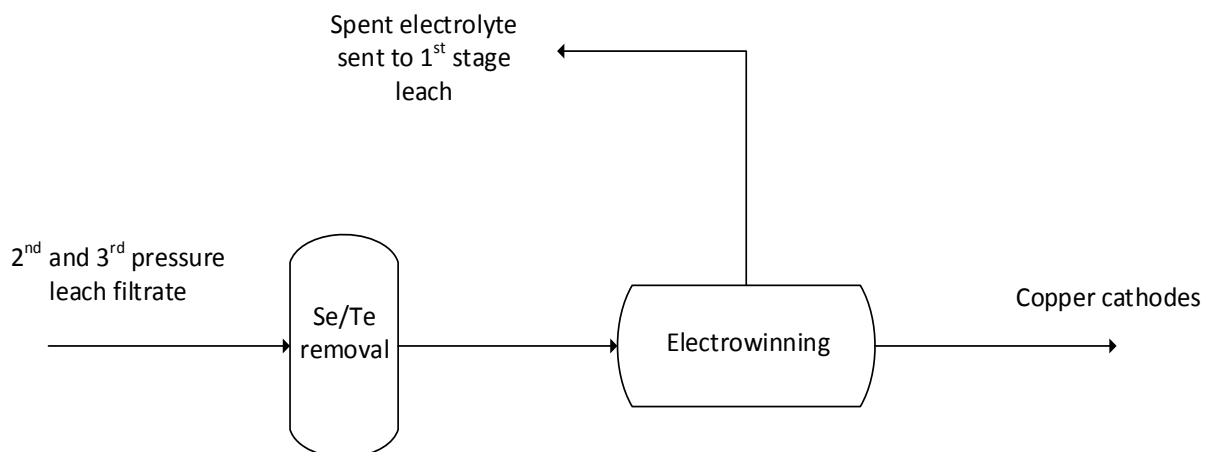 Spent electrolyte
sent to 1st stage
leach
2nd and 3rd pressure
leach filtrate
Se/Te
removal
Electrowinning
Copper cathodes